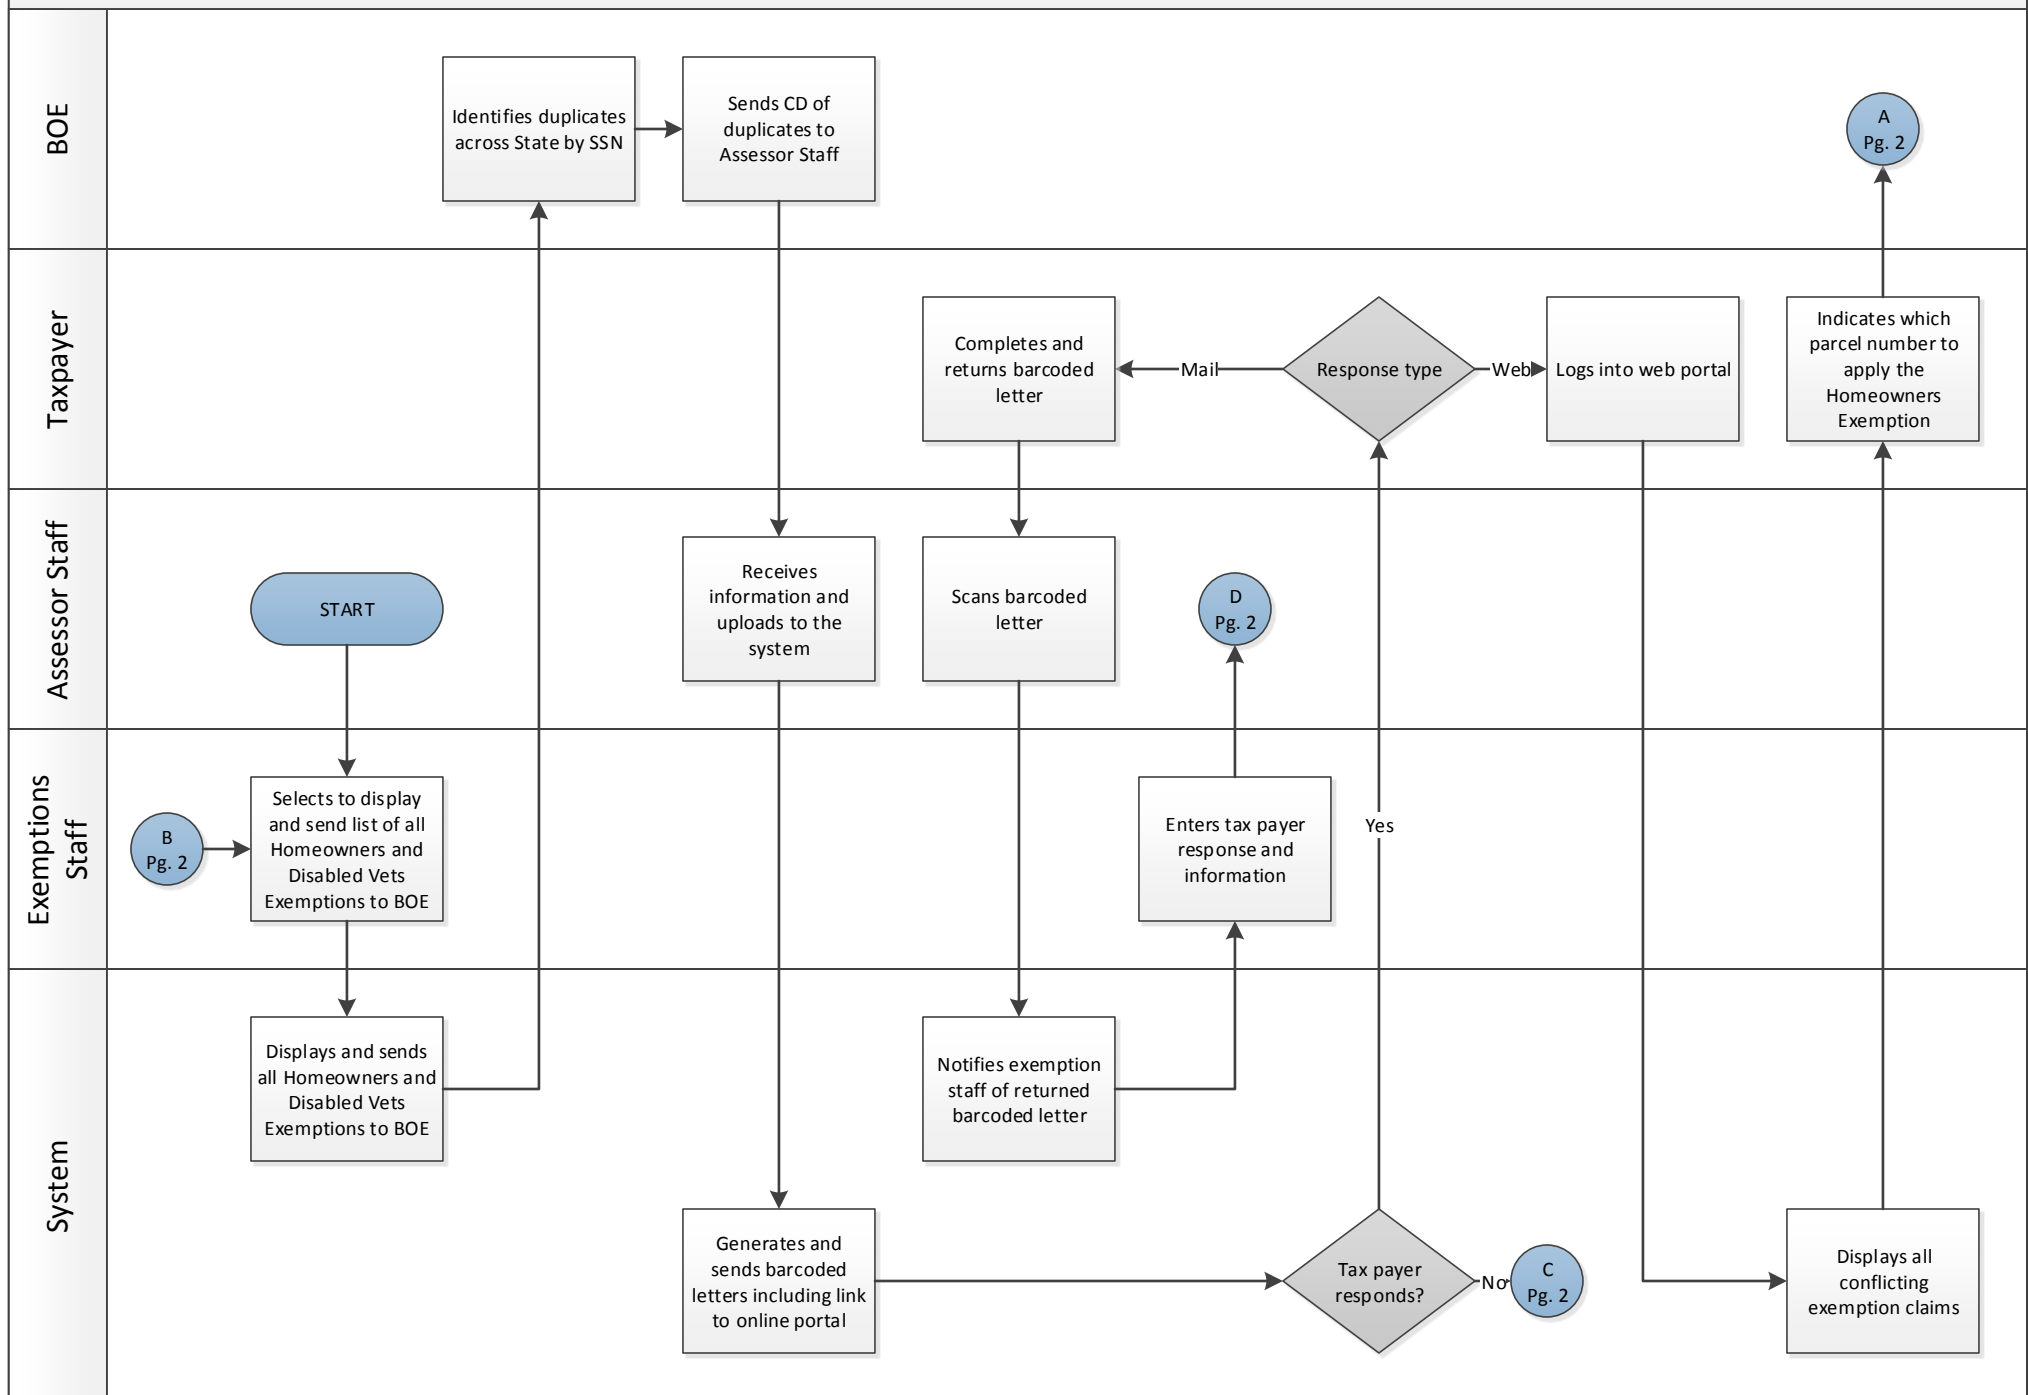 BOE
Identifies duplicates
across State by SSN
Sends CD of
duplicates to
Assessor Staff
A
Pg. 2
Taxpayer
Completes and
returns barcoded
letter
Mail
Response type
Web
Logs into web portal
Indicates which
parcel number to
apply the
Homeowners
Exemption
Assessor Staff
START
Receives
information and
uploads to the
system
Scans barcoded
letter
D
Pg. 2
Exemptions
Staff
B
Pg. 2
Selects to display
and send list of all
Homeowners and
Disabled Vets
Exemptions to BOE
Enters tax payer
response and
information
Yes
System
Displays and sends
all Homeowners and
Disabled Vets
Exemptions to BOE
Notifies exemption
staff of returned
barcoded letter
Generates and
sends barcoded
letters including link
to online portal
Tax payer
responds?
No
C
Pg. 2
Displays all
conflicting
exemption claims